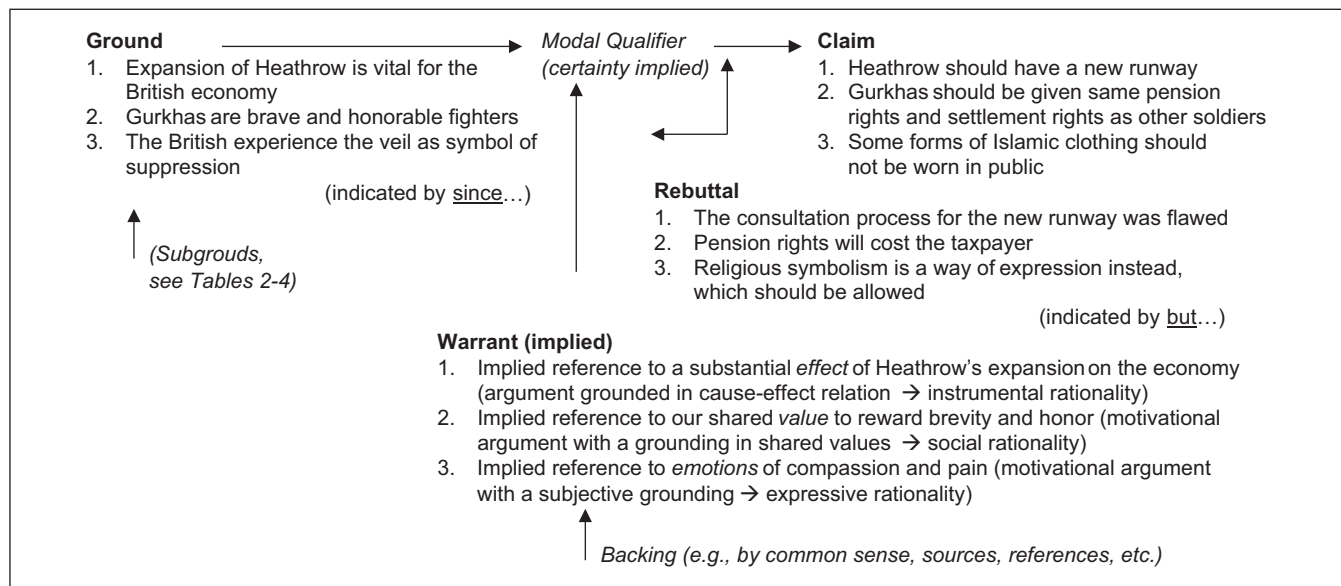 Ground
1. Expansion of Heathrow is vital for the
British economy
2. Gurkhas are brave and honorable fighters
3. The British experience the veil as symbol of
suppression
(indicated by since…)
(Subgrouds,
see Tables 2-4)
Modal Qualifier
(certainty implied)
Claim
1. Heathrow should have a new runway
2. Gurkhas should be given same pension
rights and settlement rights as other soldiers
3. Some forms of Islamic clothing should
not be worn in public
Rebuttal
1. The consultation process for the new runway was flawed
2. Pension rights will cost the taxpayer
3. Religious symbolism is a way of expression instead,
which should be allowed
(indicated by but…)
Warrant (implied)
1. Implied reference to a substantial effect of Heathrow's expansion on the economy
(argument grounded in cause-effect relation → instrumental rationality)
2. Implied reference to our shared value to reward brevity and honor (motivational
argument with a grounding in shared values → social rationality)
3. Implied reference to emotions of compassion and pain (motivational argument
with a subjective grounding → expressive rationality)
Backing (e.g., by common sense, sources, references, etc.)